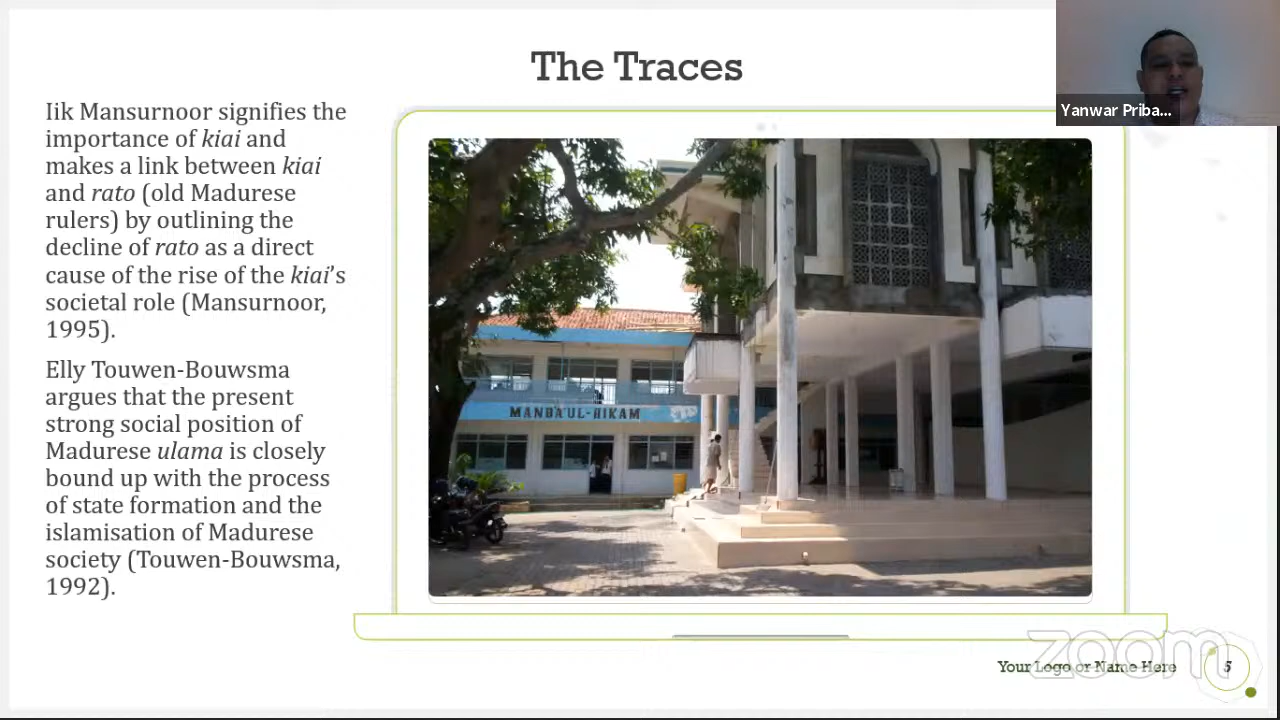 The Traces
Iik Mansurnoor signifies the
importance of kiai and
makes a link between kiai
and rato (old Madurese
rulers) by outlining the
decline of rato as a direct
cause of the rise of the kiai's
societal role (Mansurnoor,
1995).
Elly Touwen-Bouwsma
argues that the present
strong social position of
Madurese ulama is closely
bound up with the process
of state formation and the
islamisation of Madurese
society (Touwen-Bouwsma,
1992).
MANBA'UL-HIKAM
Yanwar Priba...
Your Logo or Name Here
5
zoom